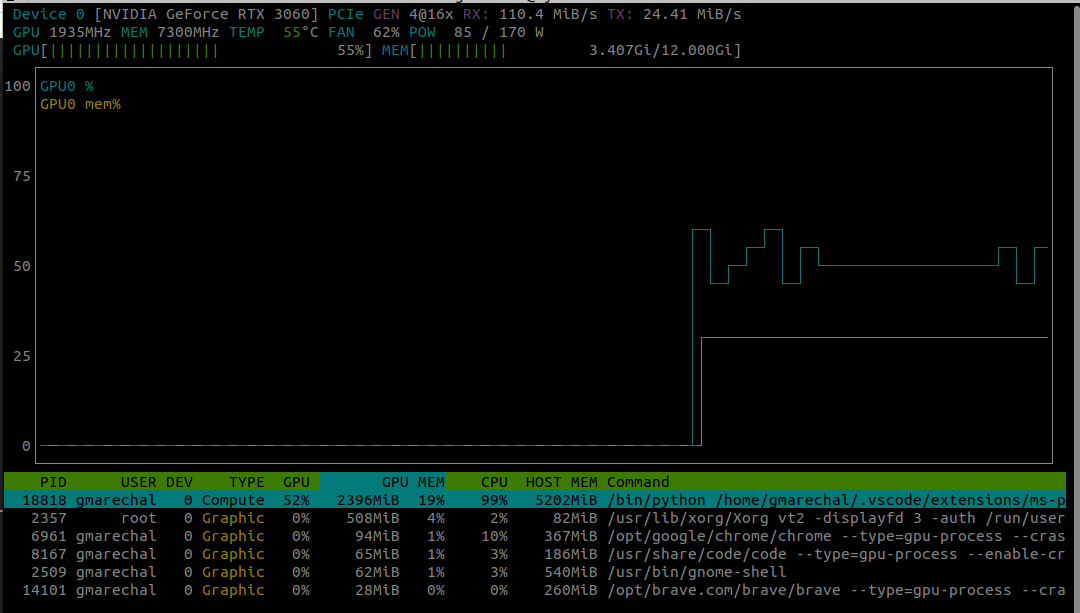 Device 0 [NVIDIA GeForce RTX 3060] PCIe GEN 4@16x RX: 110.4 MiB/s TX: 24.41 MiB/s
GPU 1935MHz MEM 7300MHz TEMP 55°C FAN 62% POW 85 / 170 W
GPU[||||||||||||||||||| 55%] MEM[|||||||||| 3.407Gi/12.000Gi]
100
GPU0 %
GPU0 mem%
75
50
25
0
PID USER DEV TYPE GPU GPU MEM CPU HOST MEM Command
18818 gmarechal 0 Compute 52% 2396MiB 19% 99% 5202MiB /bin/python /home/gmarechal/.vscode/extensions/ms-p
2357 root 0 Graphic 0% 508MiB 4% 2% 82MiB /usr/lib/xorg/Xorg vt2 -displayfd 3 -auth /run/user
6961 gmarechal 0 Graphic 0% 94MiB 1% 10% 367MiB /opt/google/chrome/chrome --type=gpu-process --cras
8167 gmarechal 0 Graphic 0% 65MiB 1% 3% 186MiB /usr/share/code/code --type=gpu-process --enable-cr
2509 gmarechal 0 Graphic 0% 62MiB 1% 3% 540MiB /usr/bin/gnome-shell
14101 gmarechal 0 Graphic 0% 28MiB 0% 0% 260MiB /opt/brave.com/brave/brave --type=gpu-process --cra